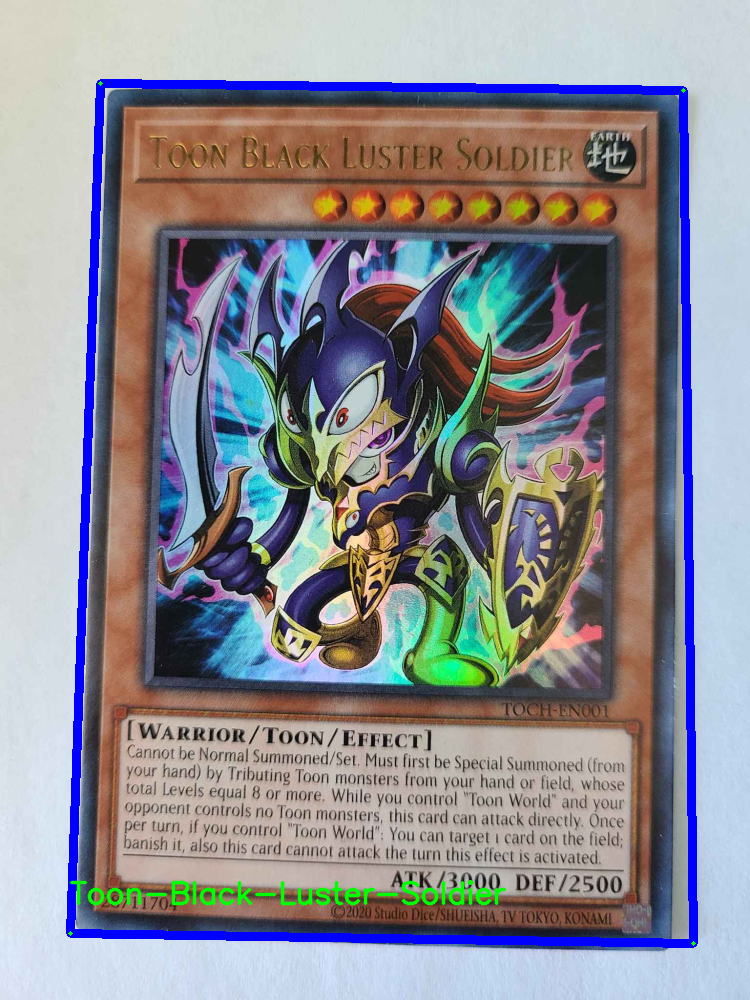 TOON BLACK LUSTER SOLDIER
EARTH
地
TOCH-EN001
[WARRIOR/TOON/EFFECT]
Cannot be Normal Summoned/Set. Must first be Special Summoned (from
your hand) by Tributing Toon monsters from your hand or field, whose
total Levels equal 8 or more. While you control "Toon World" and your
opponent controls no Toon monsters, this card can attack directly. Once
per turn, if you control "Toon World": You can target 1 card on the field;
banish it, also this card cannot attack the turn this effect is activated.
ATK/3000 DEF/2500
Toon-Black-Luster-Soldier
11704
©2020 Studio Dice/SHUEISHA, TV TOKYO, KONAMI